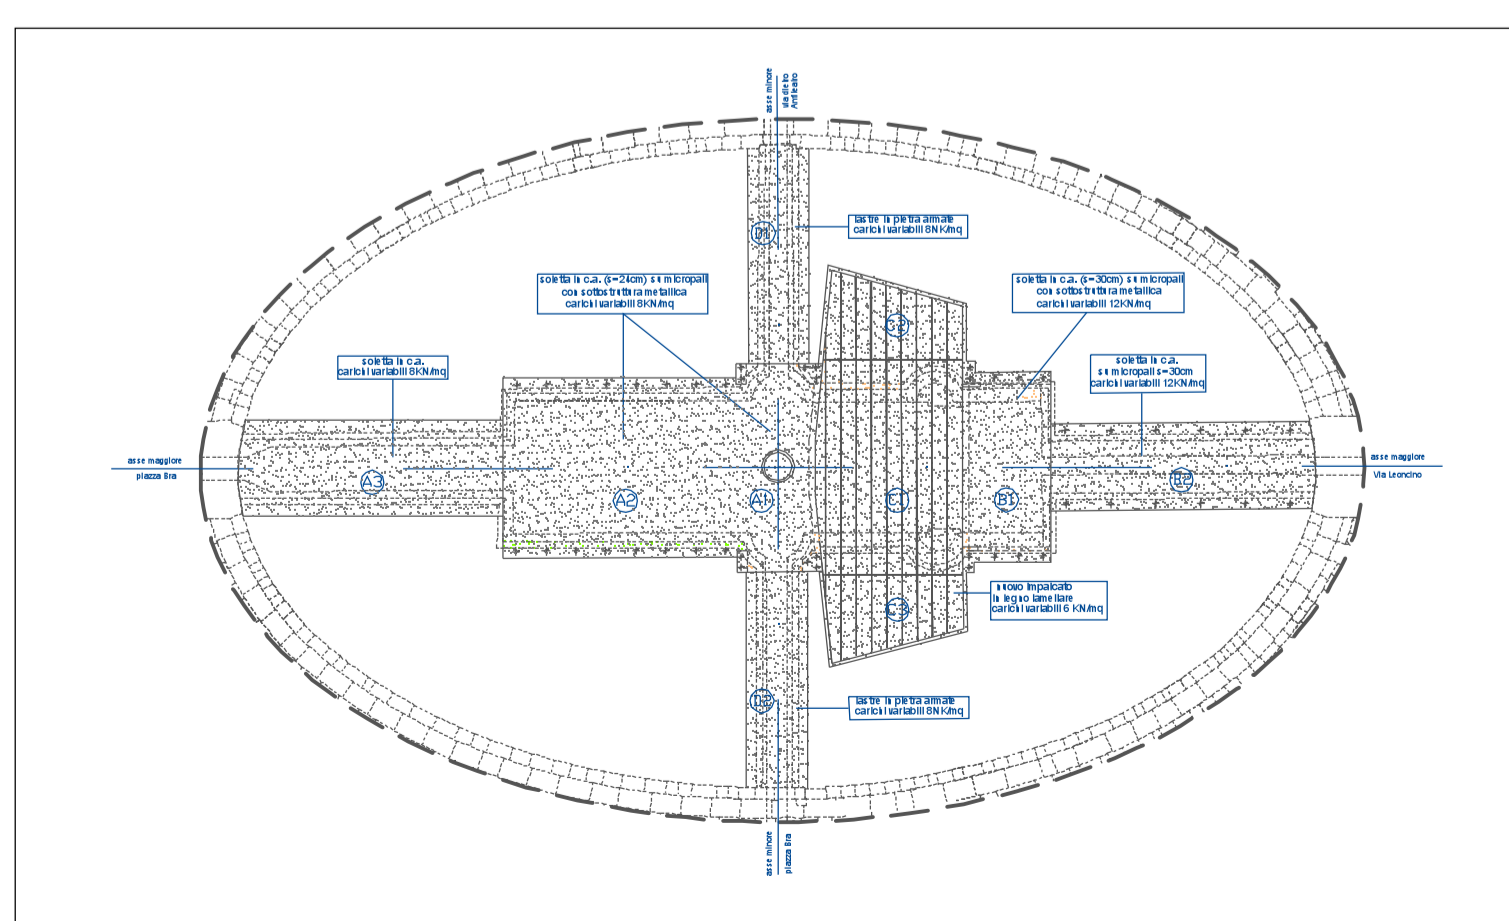 asse minore
via dietro
Anfiteatro
lastre in pietra armate
carichi variabili 8NK/mq
D1
soletta in c.a. (s=24cm) su micropali
con sottostruttura metallica
carichi variabili 8KN/mq
soletta in c.a. (s=30cm) su micropali
con sottostruttura metallica
carichi variabili 12KN/mq
C2
soletta in c.a.
carichi variabili 8KN/mq
soletta in c.a.
su micropali s=30cm
carichi variabili 12KN/mq
asse maggiore
piazza Bra
asse maggiore
Via Leoncino
A3
A2
A1
C1
B1
B2
nuovo impalcato
in legno lamellare
carichi variabili 6 KN/mq
C3
D2
lastre in pietra armate
carichi variabili 8NK/mq
asse minore
piazza Bra